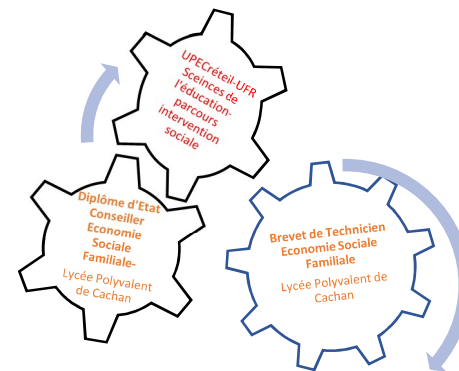 UPECréteil-UFR
Sceinces de
l'éducation-
parcours
intervention
sociale
Diplôme d'Etat
Conseiller
Economie
Sociale
Familiale-
Lycée Polyvalent
de Cachan
Brevet de Technicien
Economie Sociale
Familiale
Lycée Polyvalent de
Cachan